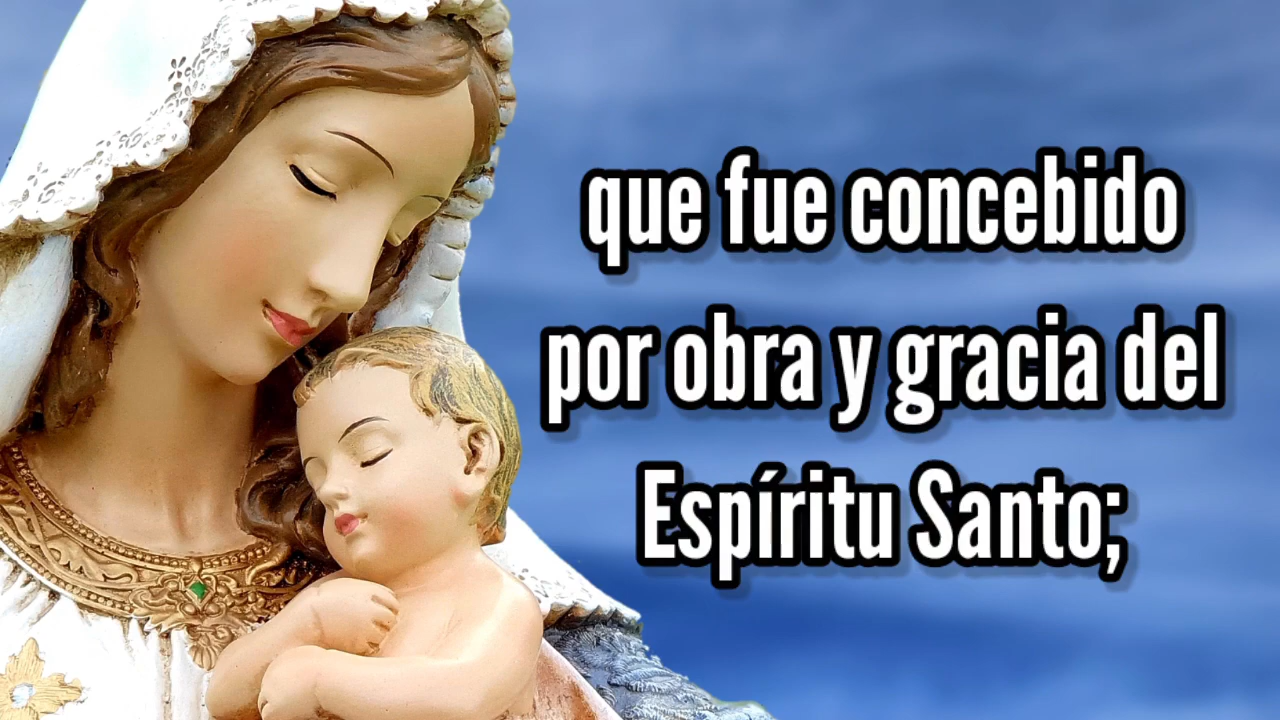 que fue concebido
por obra y gracia del
Espíritu Santo;